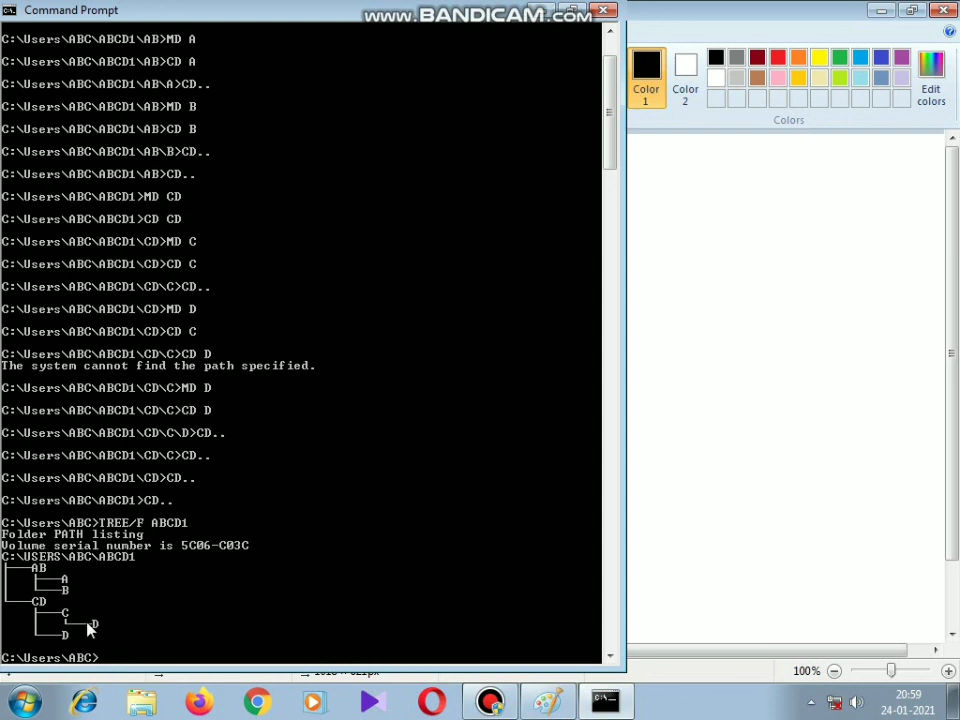 Command Prompt
www.BANDICAM.com
C:\Users\ABC\ABCD1\AB>MD A
C:\Users\ABC\ABCD1\AB>CD A
C:\Users\ABC\ABCD1\AB\A>CD..
C:\Users\ABC\ABCD1\AB>MD B
C:\Users\ABC\ABCD1\AB>CD B
C:\Users\ABC\ABCD1\AB\B>CD..
C:\Users\ABC\ABCD1\AB>CD..
C:\Users\ABC\ABCD1>MD CD
C:\Users\ABC\ABCD1>CD CD
C:\Users\ABC\ABCD1\CD>MD C
C:\Users\ABC\ABCD1\CD>CD C
C:\Users\ABC\ABCD1\CD\C>CD..
C:\Users\ABC\ABCD1\CD>MD D
C:\Users\ABC\ABCD1\CD>CD C
C:\Users\ABC\ABCD1\CD\C>CD D
The system cannot find the path specified.
C:\Users\ABC\ABCD1\CD\C>MD D
C:\Users\ABC\ABCD1\CD\C>CD D
C:\Users\ABC\ABCD1\CD\C\D>CD..
C:\Users\ABC\ABCD1\CD\C>CD..
C:\Users\ABC\ABCD1\CD>CD..
C:\Users\ABC\ABCD1>CD..
C:\Users\ABC>TREE/F ABCD1
Folder PATH listing
Volume serial number is 5C06-C03C
C:\USERS\ABC\ABCD1
├───AB
│   ├───A
│   └───B
└───CD
    ├───C
    │   └───D
    └───D
C:\Users\ABC>
Color
1
Color
2
Edit
colors
Colors
100%
20:59
24-01-2021